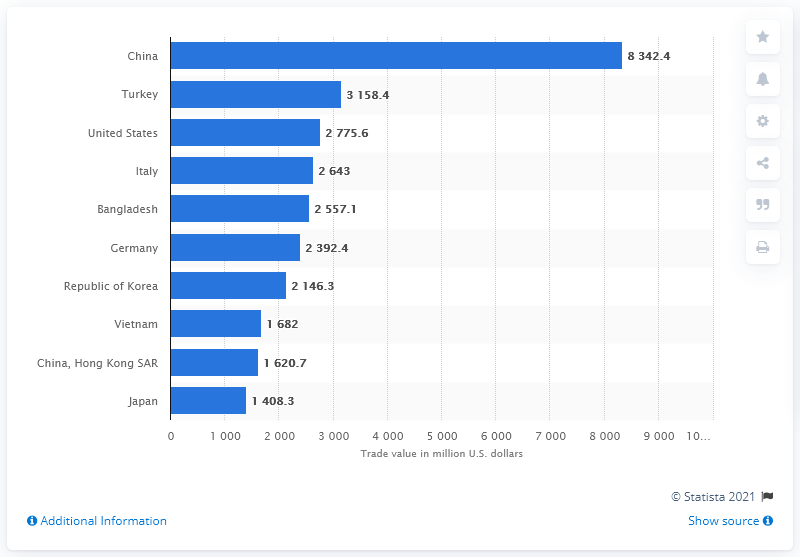 China 8 342.4
Turkey 3 158.4
United States 2 775.6
Italy 2 643
Bangladesh 2 557.1
Germany 2 392.4
Republic of Korea 2 146.3
Vietnam 1 682
China, Hong Kong SAR 1 620.7
Japan 1 408.3
0 1 000 2 000 3 000 4 000 5 000 6 000 7 000 8 000 9 000 10...
Trade value in million U.S. dollars
© Statista 2021
Additional Information Show source